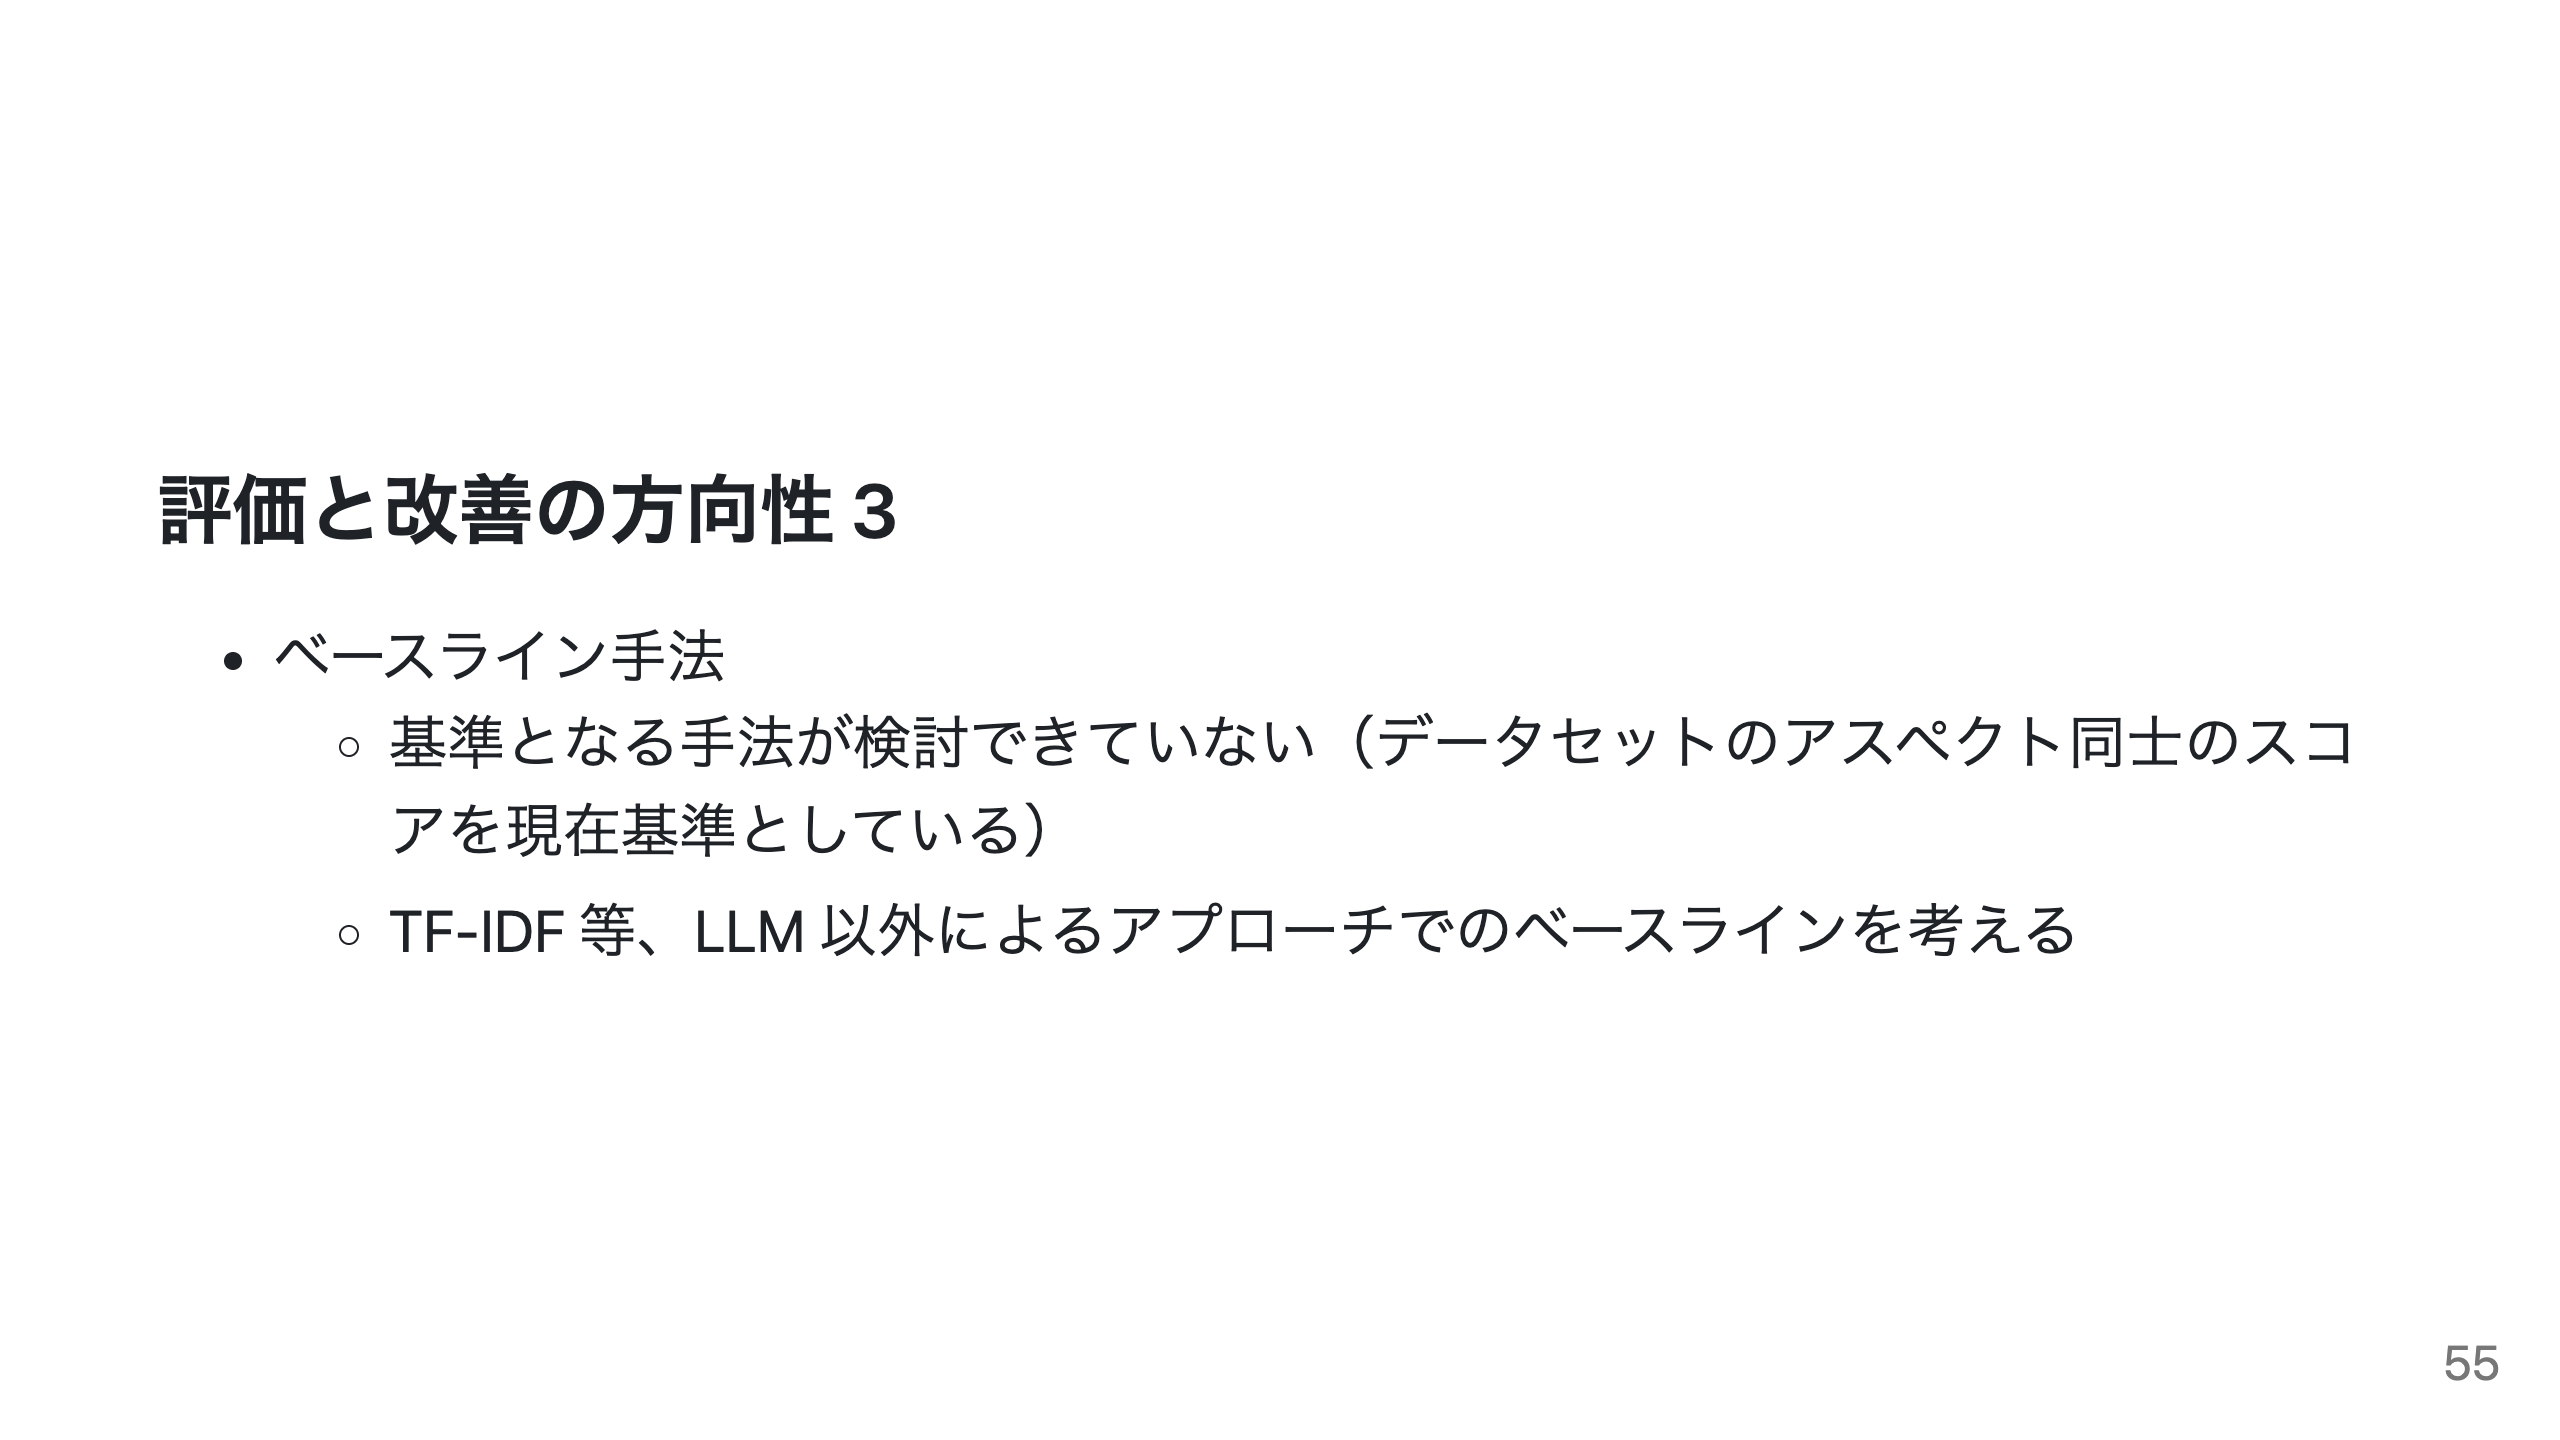 評価と改善の方向性 3
• ベースライン手法
○ 基準となる手法が検討できていない（データセットのアスペクト同士のスコ
アを現在基準としている）
○ TF-IDF 等、LLM 以外によるアプローチでのベースラインを考える
55